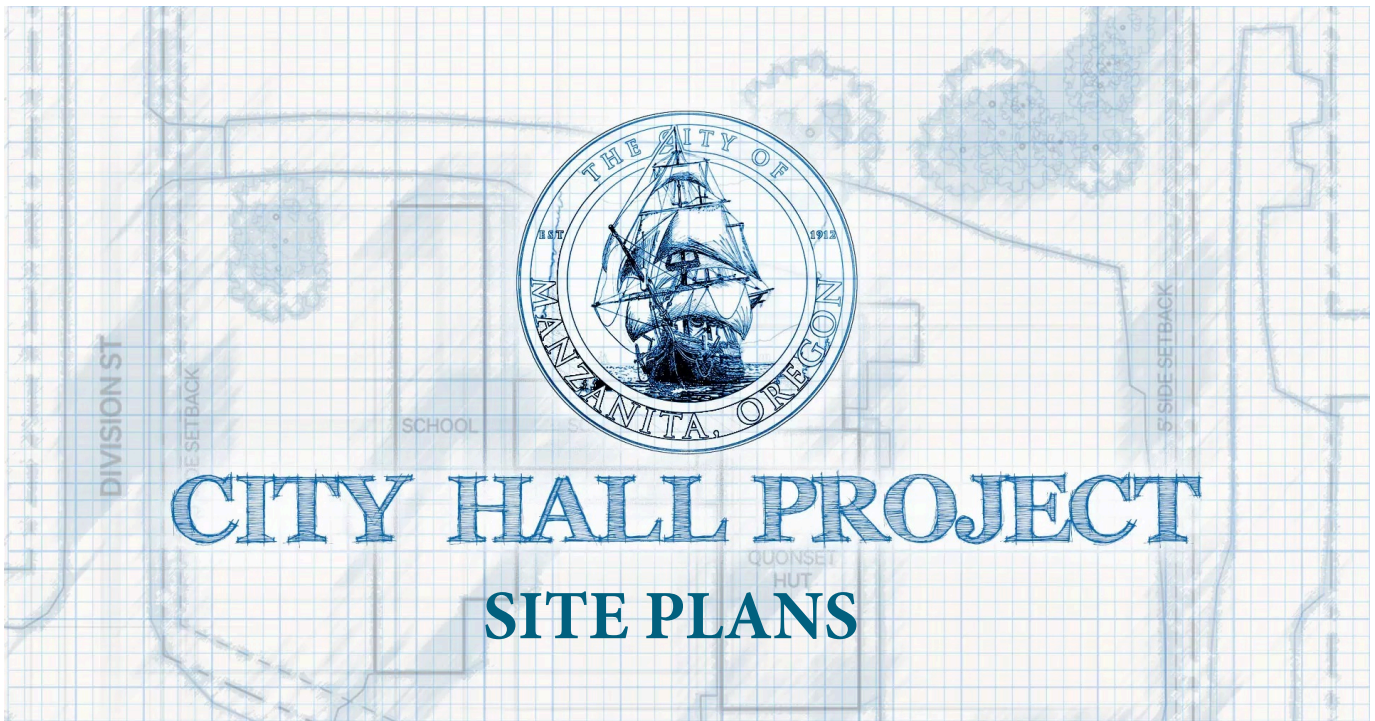 THE CITY OF
EST 1912
MANZANITA, OREGON
DIVISION ST
DE SETBACK
SCHOOL
5' SIDE SETBACK
CITY HALL PROJECT
QUONSET
HUT
SITE PLANS